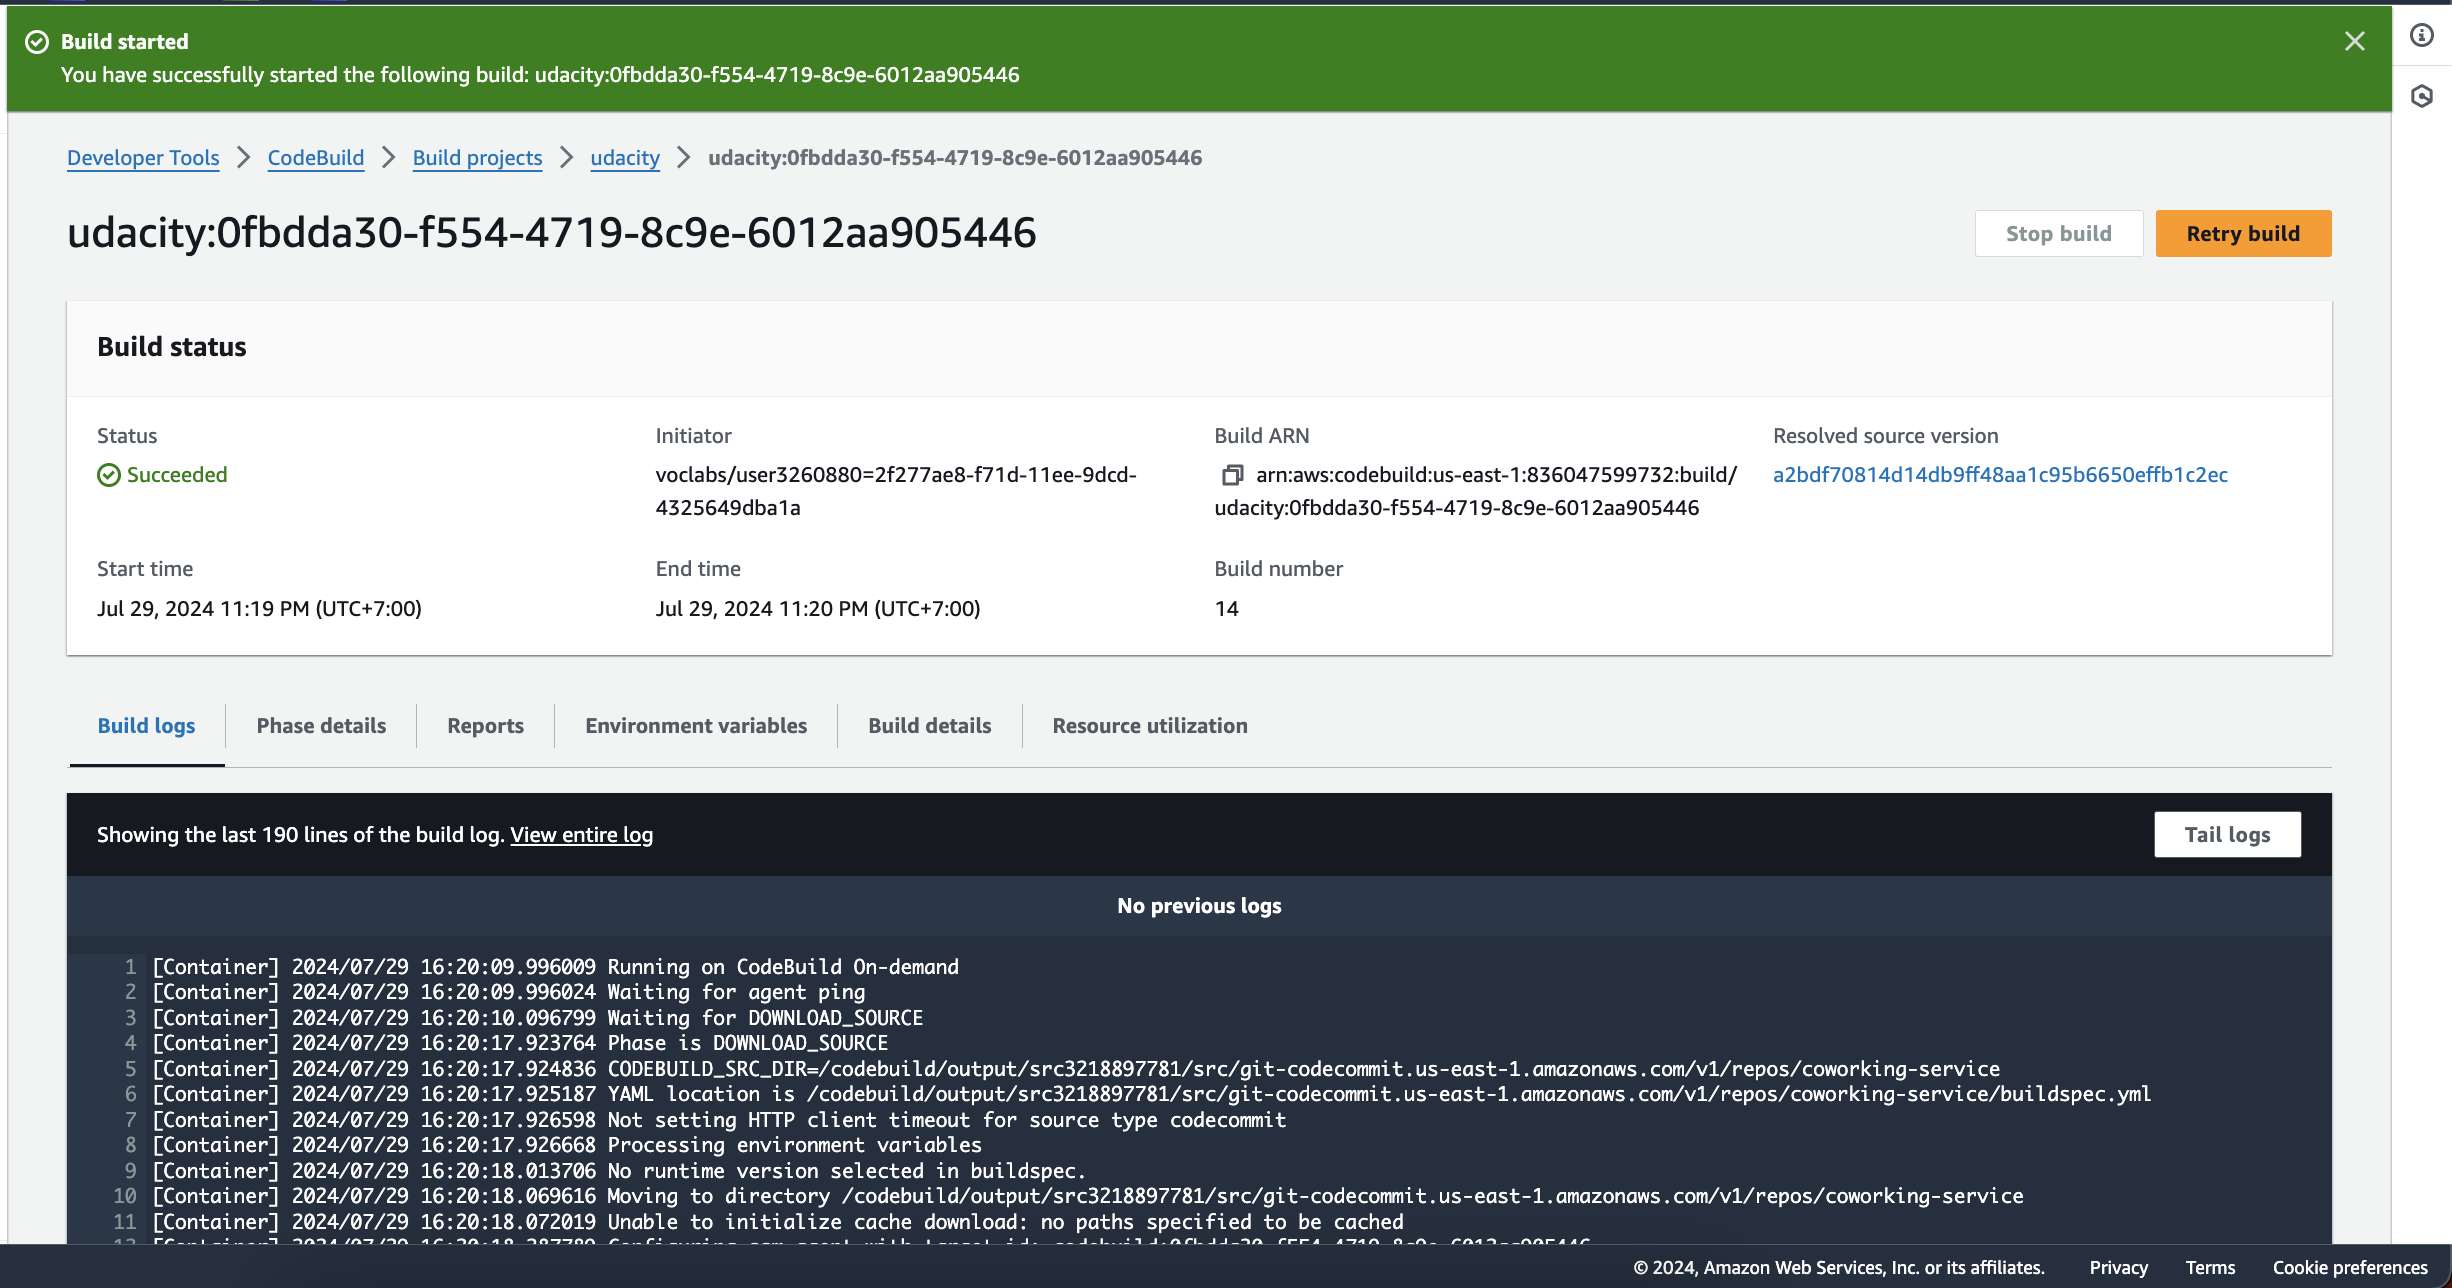 Build started
You have successfully started the following build: udacity:0fbdda30-f554-4719-8c9e-6012aa905446
Developer Tools > CodeBuild > Build projects > udacity > udacity:0fbdda30-f554-4719-8c9e-6012aa905446
udacity:0fbdda30-f554-4719-8c9e-6012aa905446
Stop build
Retry build
Build status
Status
Succeeded
Initiator
voclabs/user3260880=2f277ae8-f71d-11ee-9dcd-
4325649dba1a
Build ARN
arn:aws:codebuild:us-east-1:836047599732:build/
udacity:0fbdda30-f554-4719-8c9e-6012aa905446
Resolved source version
a2bdf70814d14db9ff48aa1c95b6650effb1c2ec
Start time
Jul 29, 2024 11:19 PM (UTC+7:00)
End time
Jul 29, 2024 11:20 PM (UTC+7:00)
Build number
14
Build logs
Phase details
Reports
Environment variables
Build details
Resource utilization
Showing the last 190 lines of the build log. View entire log
Tail logs
No previous logs
1 [Container] 2024/07/29 16:20:09.996009 Running on CodeBuild On-demand
2 [Container] 2024/07/29 16:20:09.996024 Waiting for agent ping
3 [Container] 2024/07/29 16:20:10.096799 Waiting for DOWNLOAD_SOURCE
4 [Container] 2024/07/29 16:20:17.923764 Phase is DOWNLOAD_SOURCE
5 [Container] 2024/07/29 16:20:17.924836 CODEBUILD_SRC_DIR=/codebuild/output/src3218897781/src/git-codecommit.us-east-1.amazonaws.com/v1/repos/coworking-service
6 [Container] 2024/07/29 16:20:17.925187 YAML location is /codebuild/output/src3218897781/src/git-codecommit.us-east-1.amazonaws.com/v1/repos/coworking-service/buildspec.yml
7 [Container] 2024/07/29 16:20:17.926598 Not setting HTTP client timeout for source type codecommit
8 [Container] 2024/07/29 16:20:17.926668 Processing environment variables
9 [Container] 2024/07/29 16:20:18.013706 No runtime version selected in buildspec.
10 [Container] 2024/07/29 16:20:18.069616 Moving to directory /codebuild/output/src3218897781/src/git-codecommit.us-east-1.amazonaws.com/v1/repos/coworking-service
11 [Container] 2024/07/29 16:20:18.072019 Unable to initialize cache download: no paths specified to be cached
© 2024, Amazon Web Services, Inc. or its affiliates.
Privacy
Terms
Cookie preferences